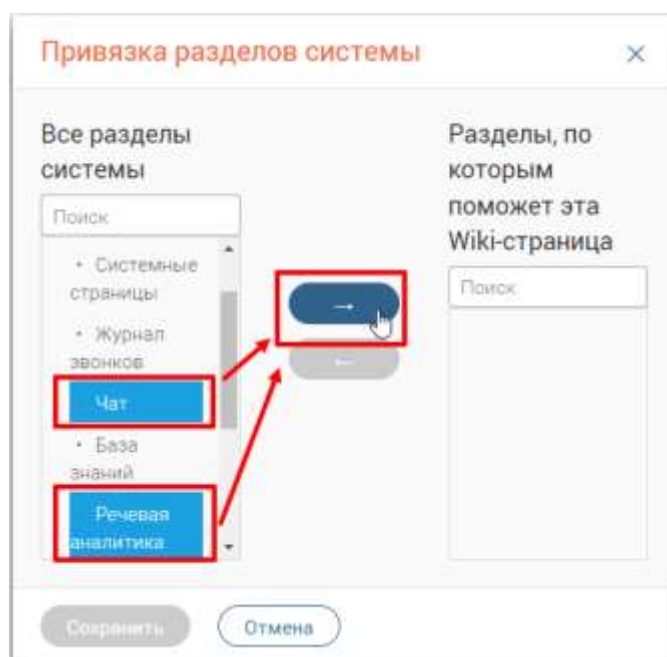 Привязка разделов системы
×
Все разделы
системы
Поиск
• Системные
страницы
• Журнал
звонков
Чат
• База
знаний
Речевая
аналитика
→
←
Разделы, по
которым
поможет эта
Wiki-страница
Поиск
Сохранить
Отмена